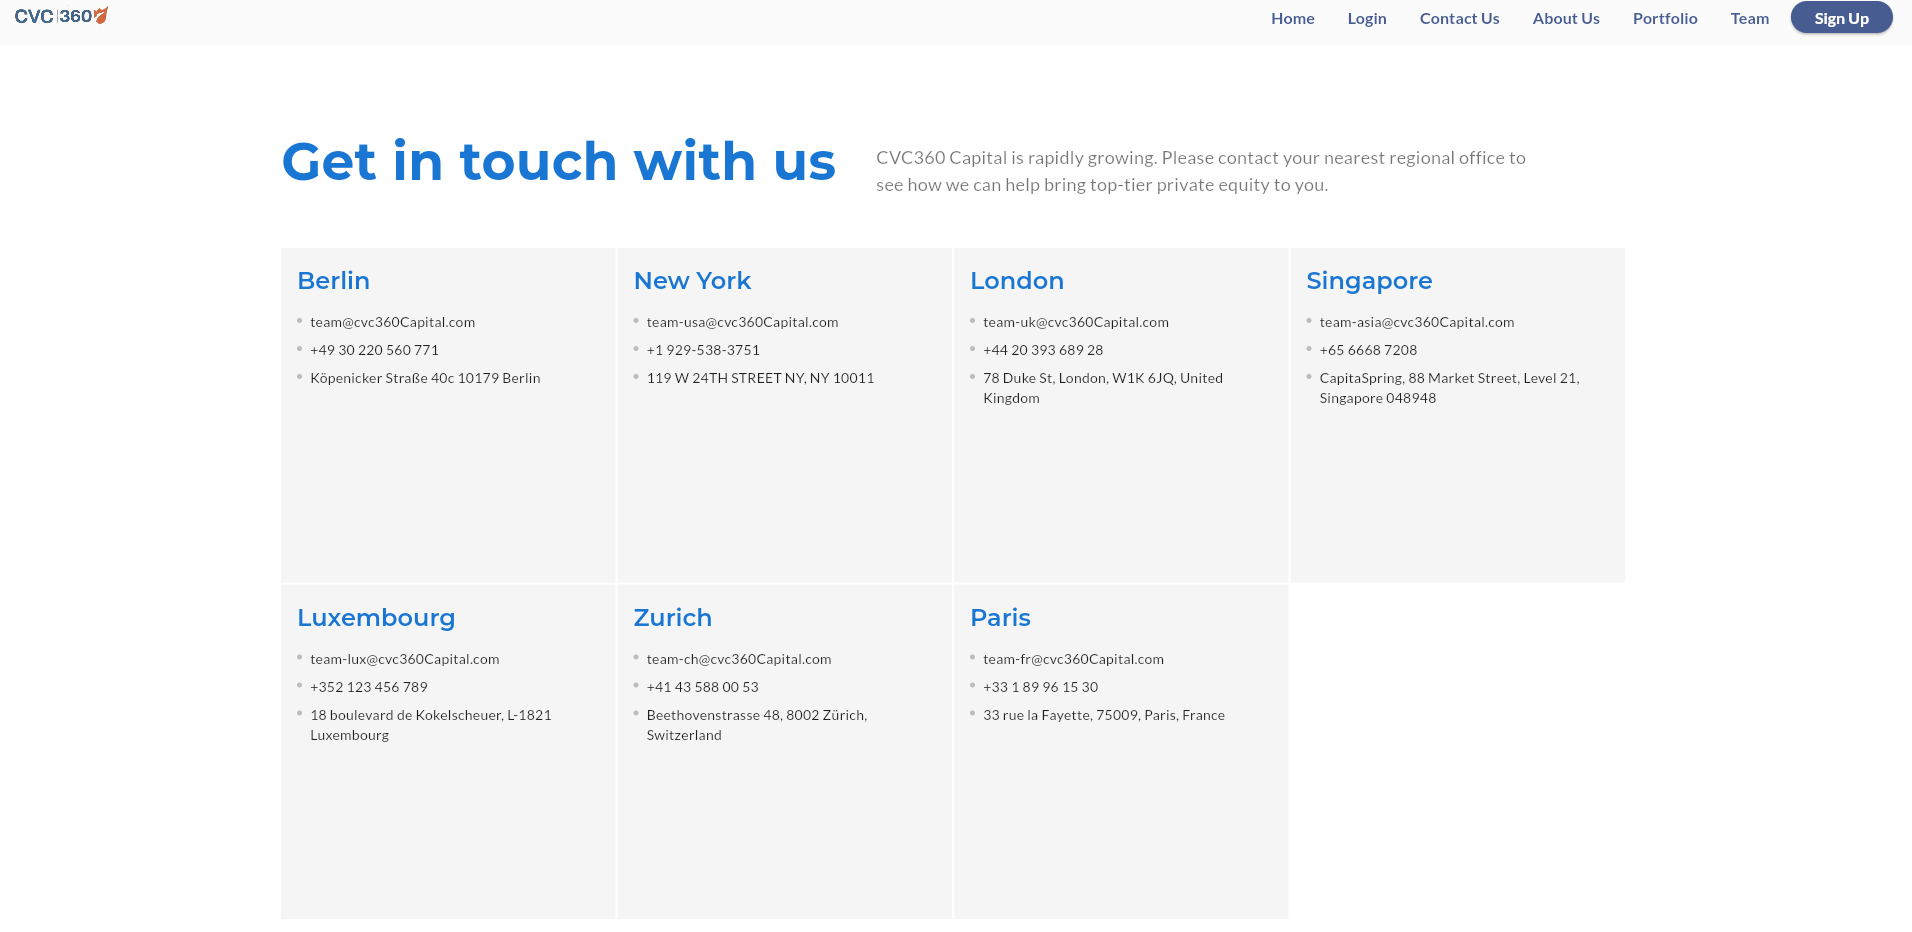 CVC 360
Home
Login
Contact Us
About Us
Portfolio
Team
Sign Up
Get in touch with us
CVC360 Capital is rapidly growing. Please contact your nearest regional office to
see how we can help bring top-tier private equity to you.
Berlin
team@cvc360Capital.com
+49 30 220 560 771
Köpenicker Straße 40c 10179 Berlin
New York
team-usa@cvc360Capital.com
+1 929-538-3751
119 W 24TH STREET NY, NY 10011
London
team-uk@cvc360Capital.com
+44 20 393 689 28
78 Duke St, London, W1K 6JQ, United
Kingdom
Singapore
team-asia@cvc360Capital.com
+65 6668 7208
CapitaSpring, 88 Market Street, Level 21,
Singapore 048948
Luxembourg
team-lux@cvc360Capital.com
+352 123 456 789
18 boulevard de Kokelscheuer, L-1821
Luxembourg
Zurich
team-ch@cvc360Capital.com
+41 43 588 00 53
Beethovenstrasse 48, 8002 Zürich,
Switzerland
Paris
team-fr@cvc360Capital.com
+33 1 89 96 15 30
33 rue la Fayette, 75009, Paris, France